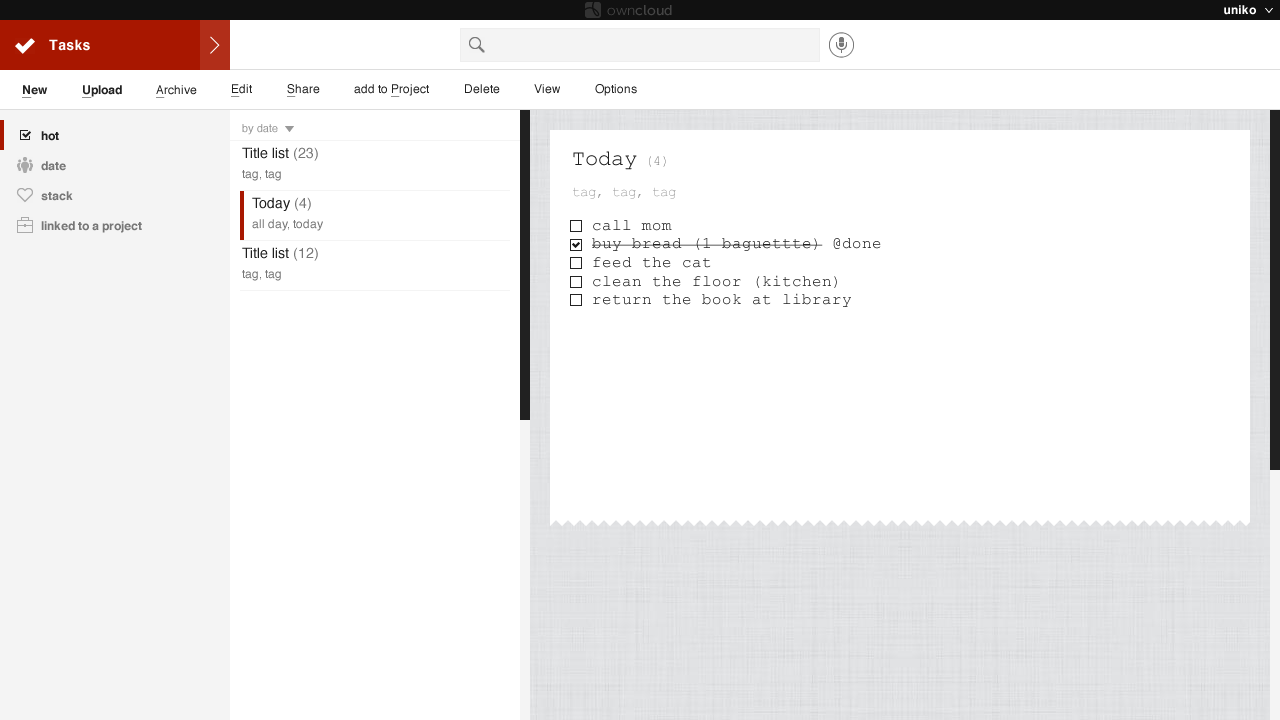 owncloud
uniko
Tasks
New Upload Archive Edit Share add to Project Delete View Options
hot
date
stack
linked to a project
by date
Title list (23)
tag, tag
Today (4)
all day, today
Title list (12)
tag, tag
Today (4)
tag, tag, tag
call mom
buy bread (1 baguettte) @done
feed the cat
clean the floor (kitchen)
return the book at library